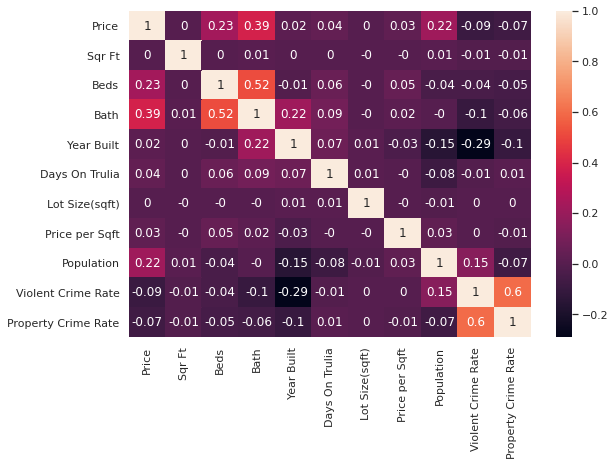 Price 1 0 0.23 0.39 0.02 0.04 0 0.03 0.22 -0.09 -0.07
Sqr Ft 0 1 0 0.01 0 0 -0 -0 0.01 -0.01 -0.01
Beds 0.23 0 1 0.52 -0.01 0.06 -0 0.05 -0.04 -0.04 -0.05
Bath 0.39 0.01 0.52 1 0.22 0.09 -0 0.02 -0 -0.1 -0.06
Year Built 0.02 0 -0.01 0.22 1 0.07 0.01 -0.03 -0.15 -0.29 -0.1
Days On Trulia 0.04 0 0.06 0.09 0.07 1 0.01 -0 -0.08 -0.01 0.01
Lot Size(sqft) 0 -0 -0 -0 0.01 0.01 1 -0 -0.01 0 0
Price per Sqft 0.03 -0 0.05 0.02 -0.03 -0 -0 1 0.03 0 -0.01
Population 0.22 0.01 -0.04 -0 -0.15 -0.08 -0.01 0.03 1 0.15 -0.07
Violent Crime Rate -0.09 -0.01 -0.04 -0.1 -0.29 -0.01 0 0 0.15 1 0.6
Property Crime Rate -0.07 -0.01 -0.05 -0.06 -0.1 0.01 0 -0.01 -0.07 0.6 1
Price
Sqr Ft
Beds
Bath
Year Built
Days On Trulia
Lot Size(sqft)
Price per Sqft
Population
Violent Crime Rate
Property Crime Rate
1.0
0.8
0.6
0.4
0.2
0.0
−0.2